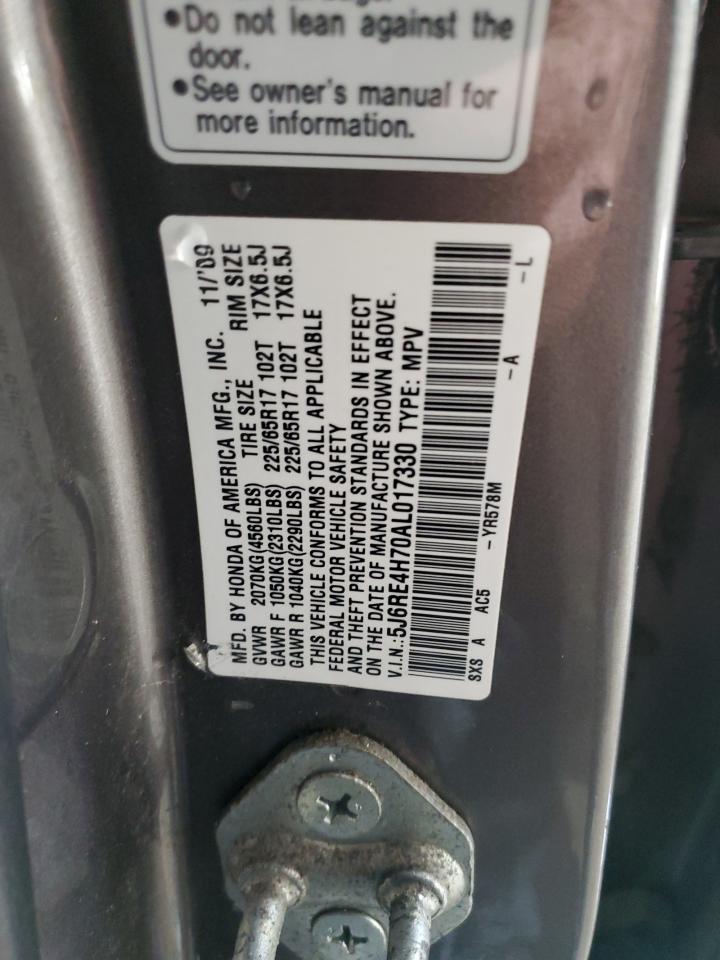 •Do not lean against the
door.
•See owner's manual for
more information.
MFD. BY HONDA OF AMERICA MFG., INC. 11/'09
GVWR 2070KG(4560LBS) TIRE SIZE RIM SIZE
GAWR F 1050KG(2310LBS) 225/65R17 102T 17X6.5J
GAWR R 1040KG(2290LBS) 225/65R17 102T 17X6.5J
THIS VEHICLE CONFORMS TO ALL APPLICABLE
FEDERAL MOTOR VEHICLE SAFETY
AND THEFT PREVENTION STANDARDS IN EFFECT
ON THE DATE OF MANUFACTURE SHOWN ABOVE.
V.I.N.:5J6RE4H70AL017330 TYPE: MPV
SXS A AC5 -YR578M -A -L